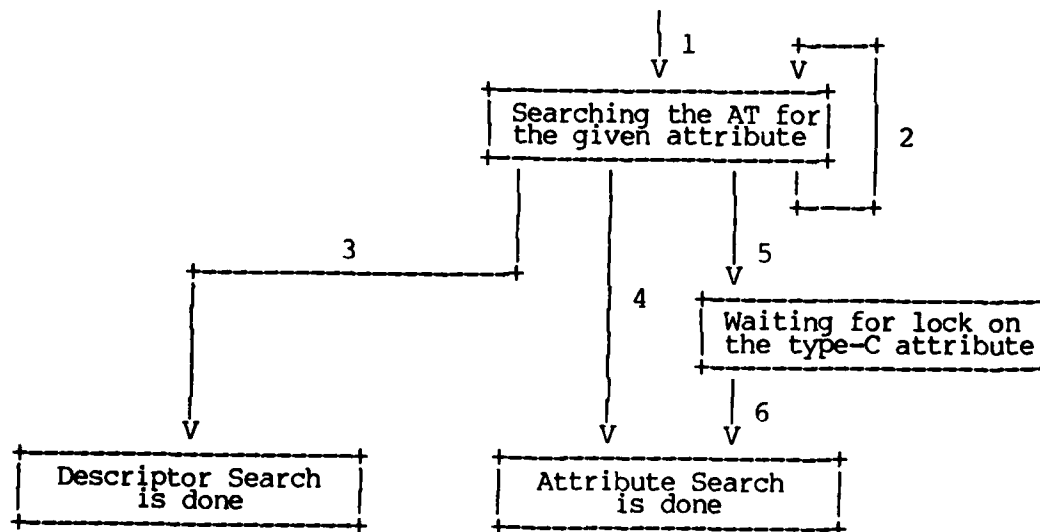 1
Searching the AT for
the given attribute
2
3
4
5
Waiting for lock on
the type-C attribute
6
Descriptor Search
is done
Attribute Search
is done